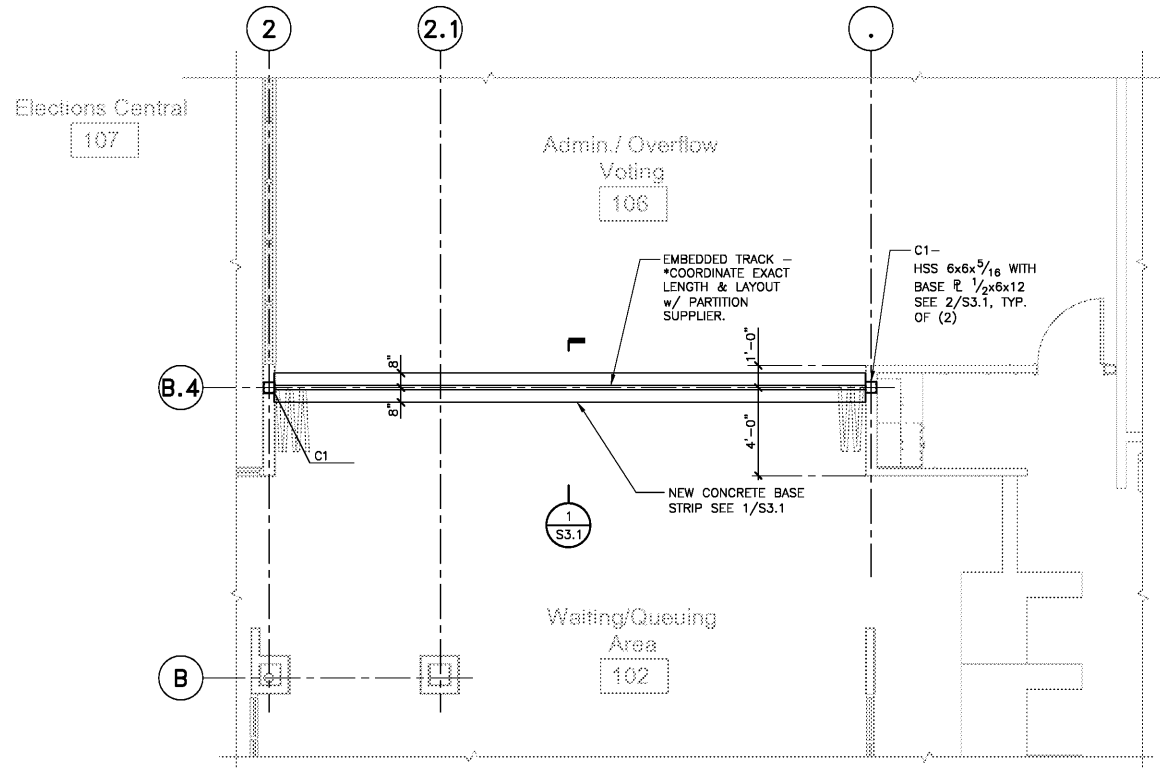 2
2.1
.
Elections Central
107
Admin./ Overflow
Voting
106
EMBEDDED TRACK –
*COORDINATE EXACT
LENGTH & LAYOUT
w/ PARTITION
SUPPLIER.
C1–
HSS 6x6x5/16 WITH
BASE ℄ 1/2x6x12
SEE 2/S3.1, TYP.
OF (2)
8"
1'-0"
B.4
8"
4'-0"
C1
NEW CONCRETE BASE
STRIP SEE 1/S3.1
1
S3.1
Waiting/Queuing
Area
102
B